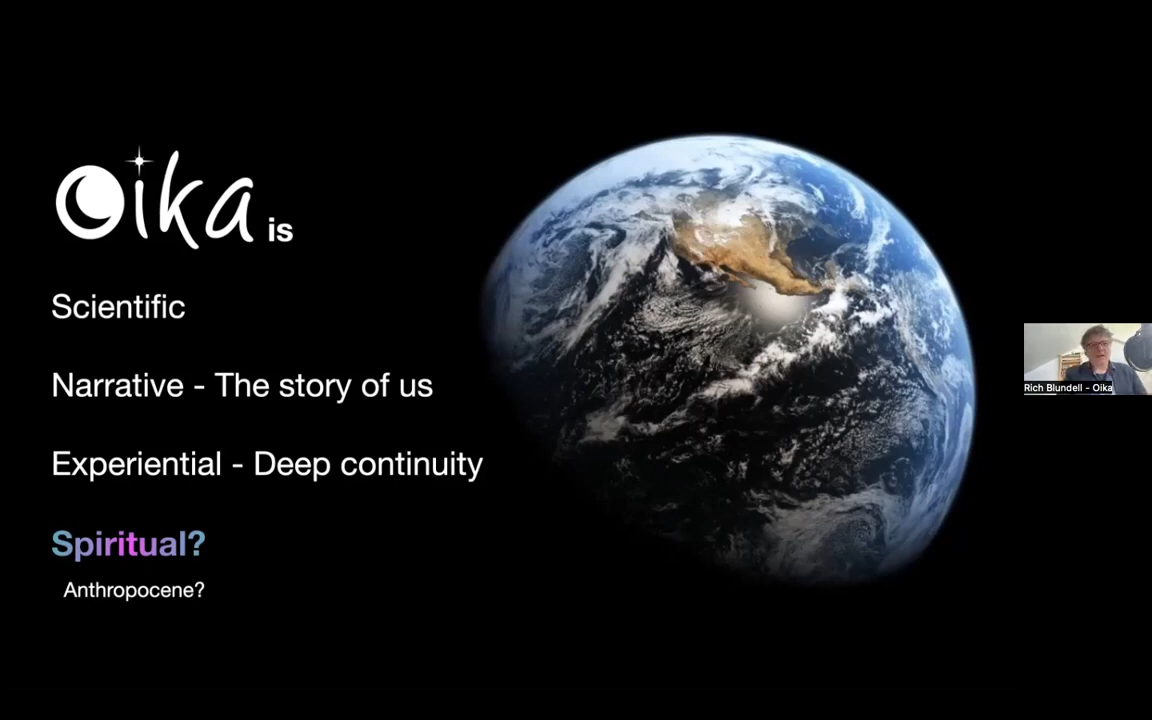 Oika is
Scientific
Narrative - The story of us
Experiential - Deep continuity
Spiritual?
Anthropocene?
Rich Blundell - Oika